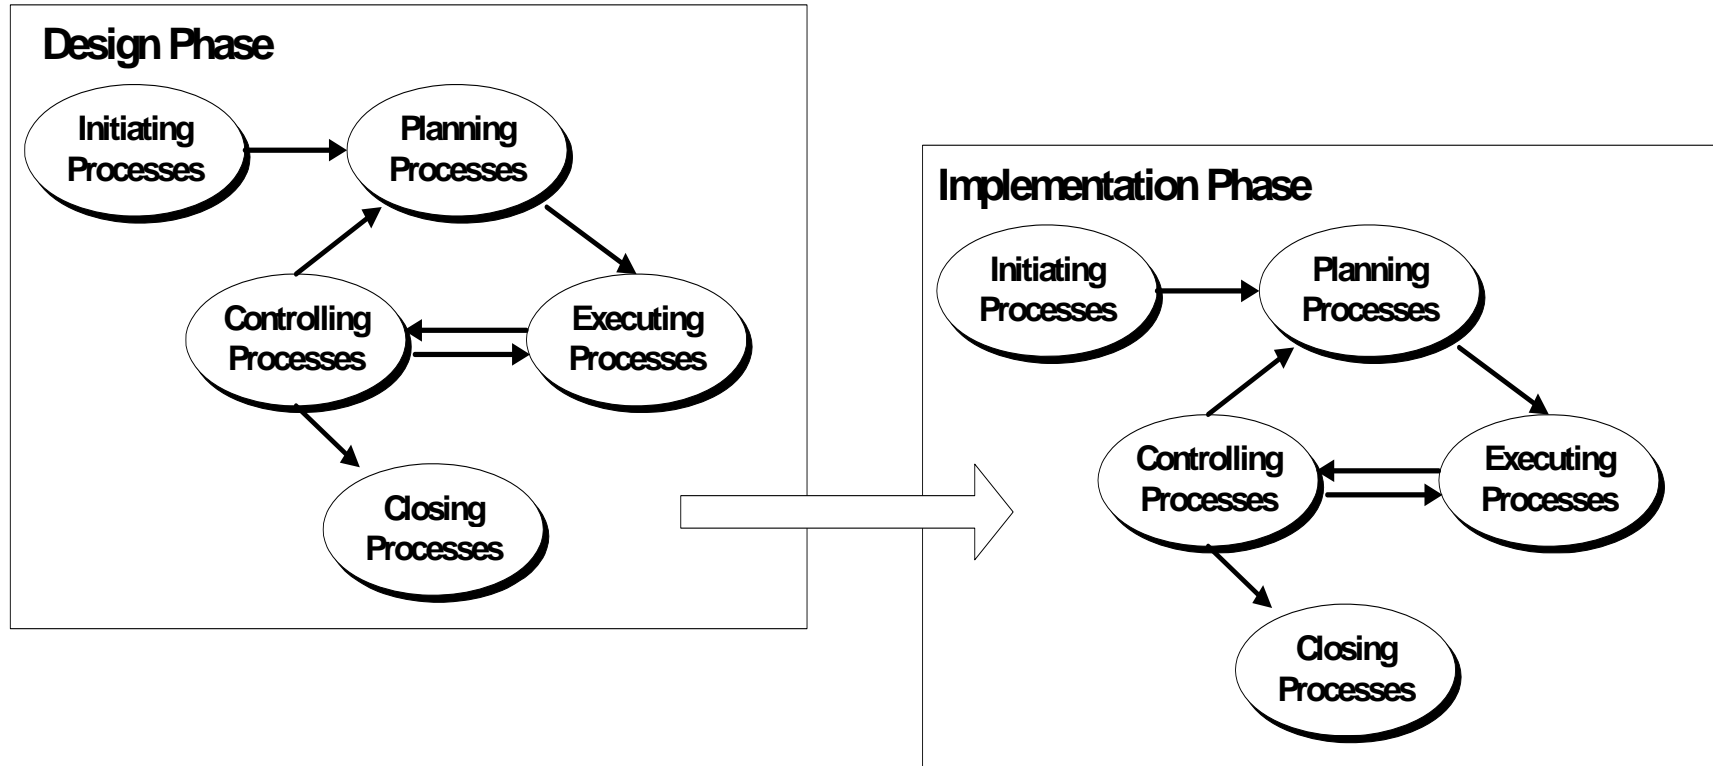 Design Phase
Initiating
Processes
Planning
Processes
Controlling
Processes
Executing
Processes
Closing
Processes
Implementation Phase
Initiating
Processes
Planning
Processes
Controlling
Processes
Executing
Processes
Closing
Processes